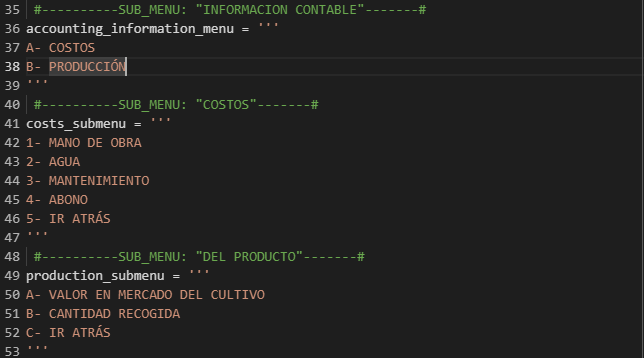 35 #----------SUB_MENU: "INFORMACION CONTABLE"-------#
36 accounting_information_menu = '''
37 A- COSTOS
38 B- PRODUCCIÓN
39 '''
40 #----------SUB_MENU: "COSTOS"-------#
41 costs_submenu = '''
42 1- MANO DE OBRA
43 2- AGUA
44 3- MANTENIMIENTO
45 4- ABONO
46 5- IR ATRÁS
47 '''
48 #----------SUB_MENU: "DEL PRODUCTO"-------#
49 production_submenu = '''
50 A- VALOR EN MERCADO DEL CULTIVO
51 B- CANTIDAD RECOGIDA
52 C- IR ATRÁS
53 '''